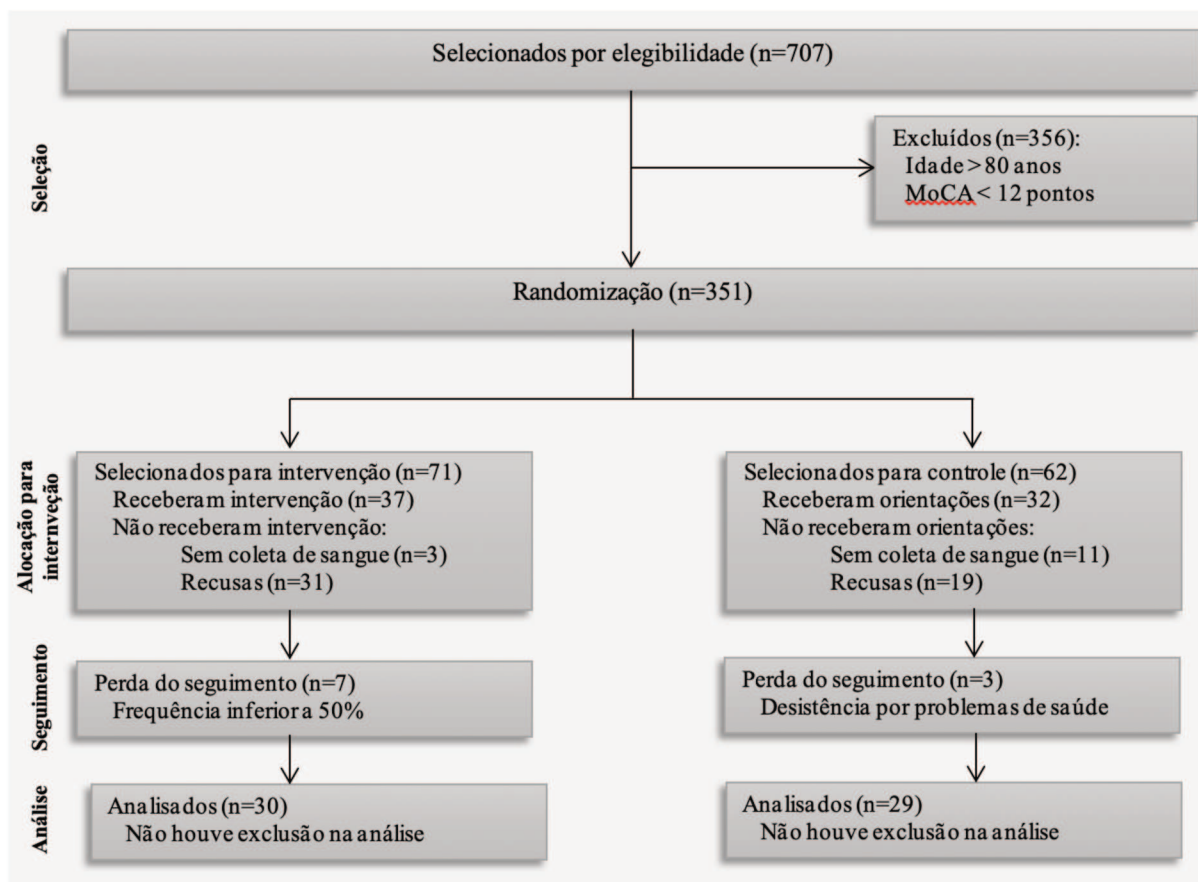 Selecionados por elegibilidade (n=707)
Seleção
Excluídos (n=356):
Idade > 80 anos
MoCA < 12 pontos
Randomização (n=351)
Alocação para
internveção
Selecionados para intervenção (n=71)
Receberam intervenção (n=37)
Não receberam intervenção:
Sem coleta de sangue (n=3)
Recusas (n=31)
Selecionados para controle (n=62)
Receberam orientações (n=32)
Não receberam orientações:
Sem coleta de sangue (n=11)
Recusas (n=19)
Seguimento
Perda do seguimento (n=7)
Frequência inferior a 50%
Perda do seguimento (n=3)
Desistência por problemas de saúde
Análise
Analisados (n=30)
Não houve exclusão na análise
Analisados (n=29)
Não houve exclusão na análise